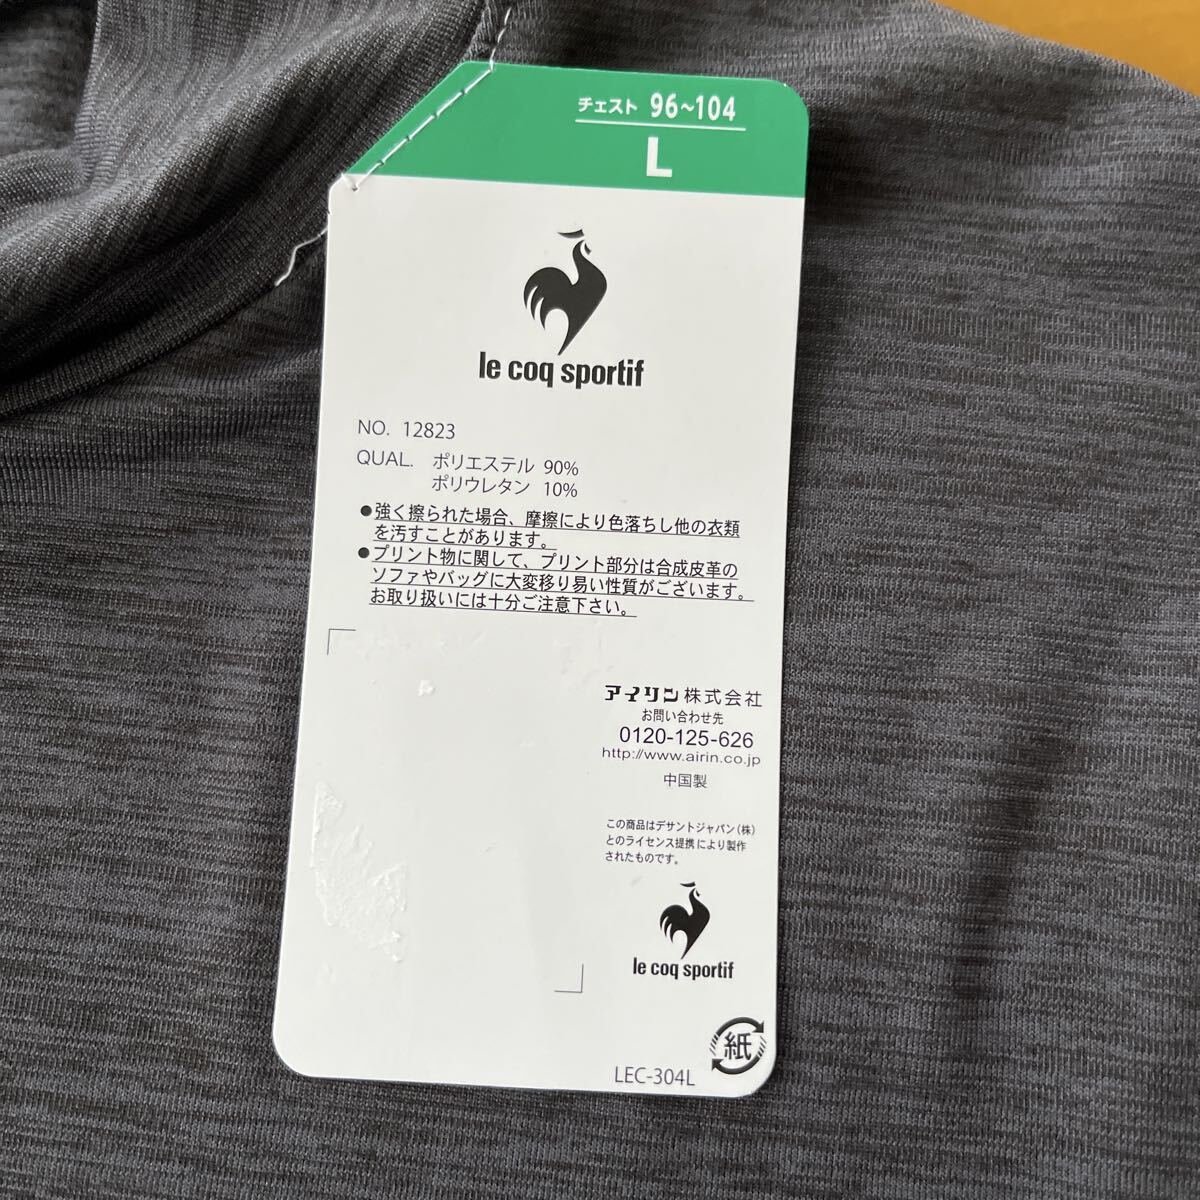 チェスト 96~104
L
le coq sportif
NO. 12823
QUAL. ポリエステル 90%
ポリウレタン 10%
●強く擦られた場合、摩擦により色落ちし他の衣類
を汚すことがあります。
●プリント物に関して、プリント部分は合成皮革の
ソファやバッグに大変移り易い性質がございます。
お取り扱いには十分ご注意下さい。
アイリン株式会社
お問い合わせ先
0120-125-626
http://www.airin.co.jp
中国製
この商品はデサントジャパン(株)
とのライセンス提携により製作
されたものです。
le coq sportif
紙
LEC-304L